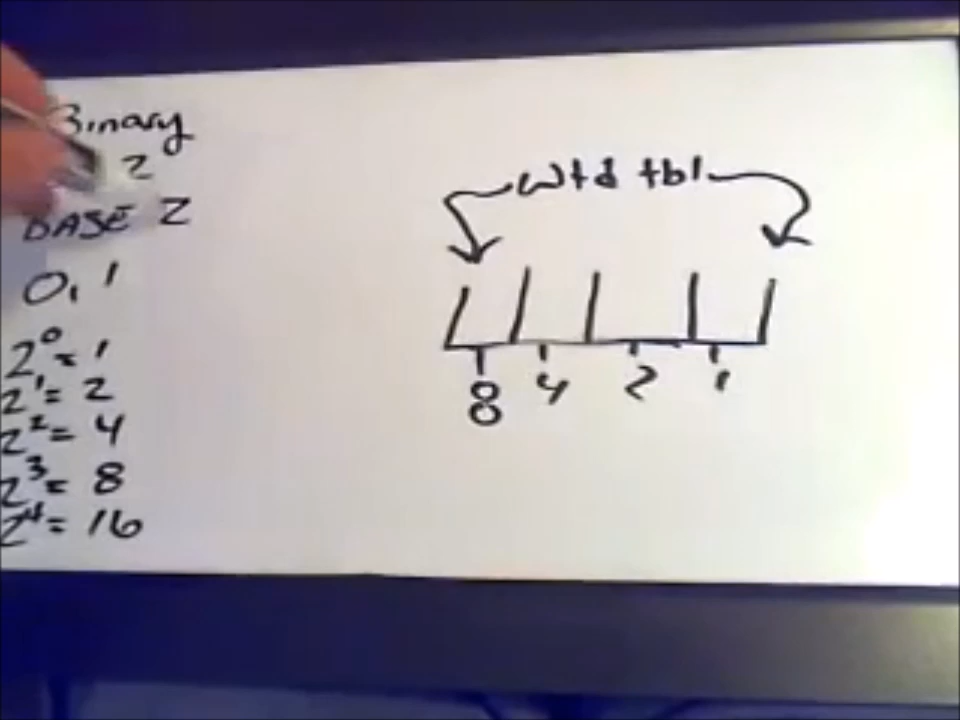 Binary
2
BASE 2
0, 1
2⁰ = 1
2¹ = 2
2² = 4
2³ = 8
2⁴ = 16
wtd tbl
8 4 2 1